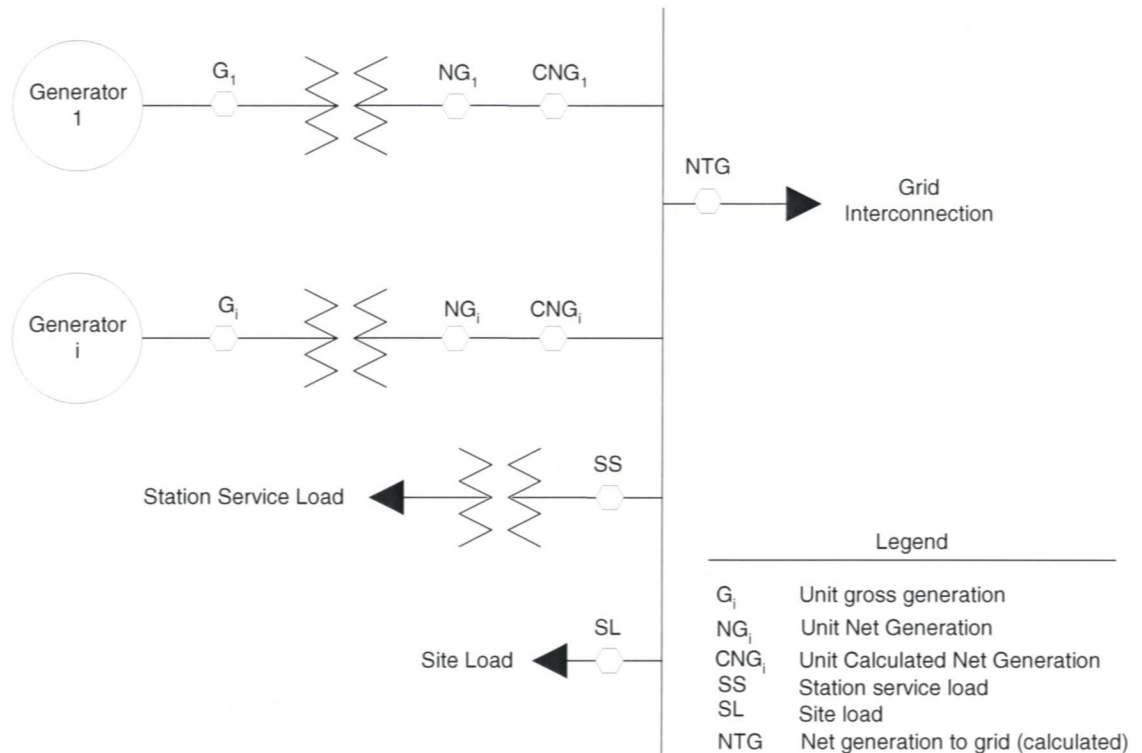 G₁
NG₁
CNG₁
Generator
1
NTG
Grid
Interconnection
Gᵢ
NGᵢ
CNGᵢ
Generator
i
SS
Station Service Load
Legend
Gᵢ Unit gross generation
SL
NGᵢ Unit Net Generation
Site Load
CNGᵢ Unit Calculated Net Generation
SS Station service load
SL Site load
NTG Net generation to grid (calculated)